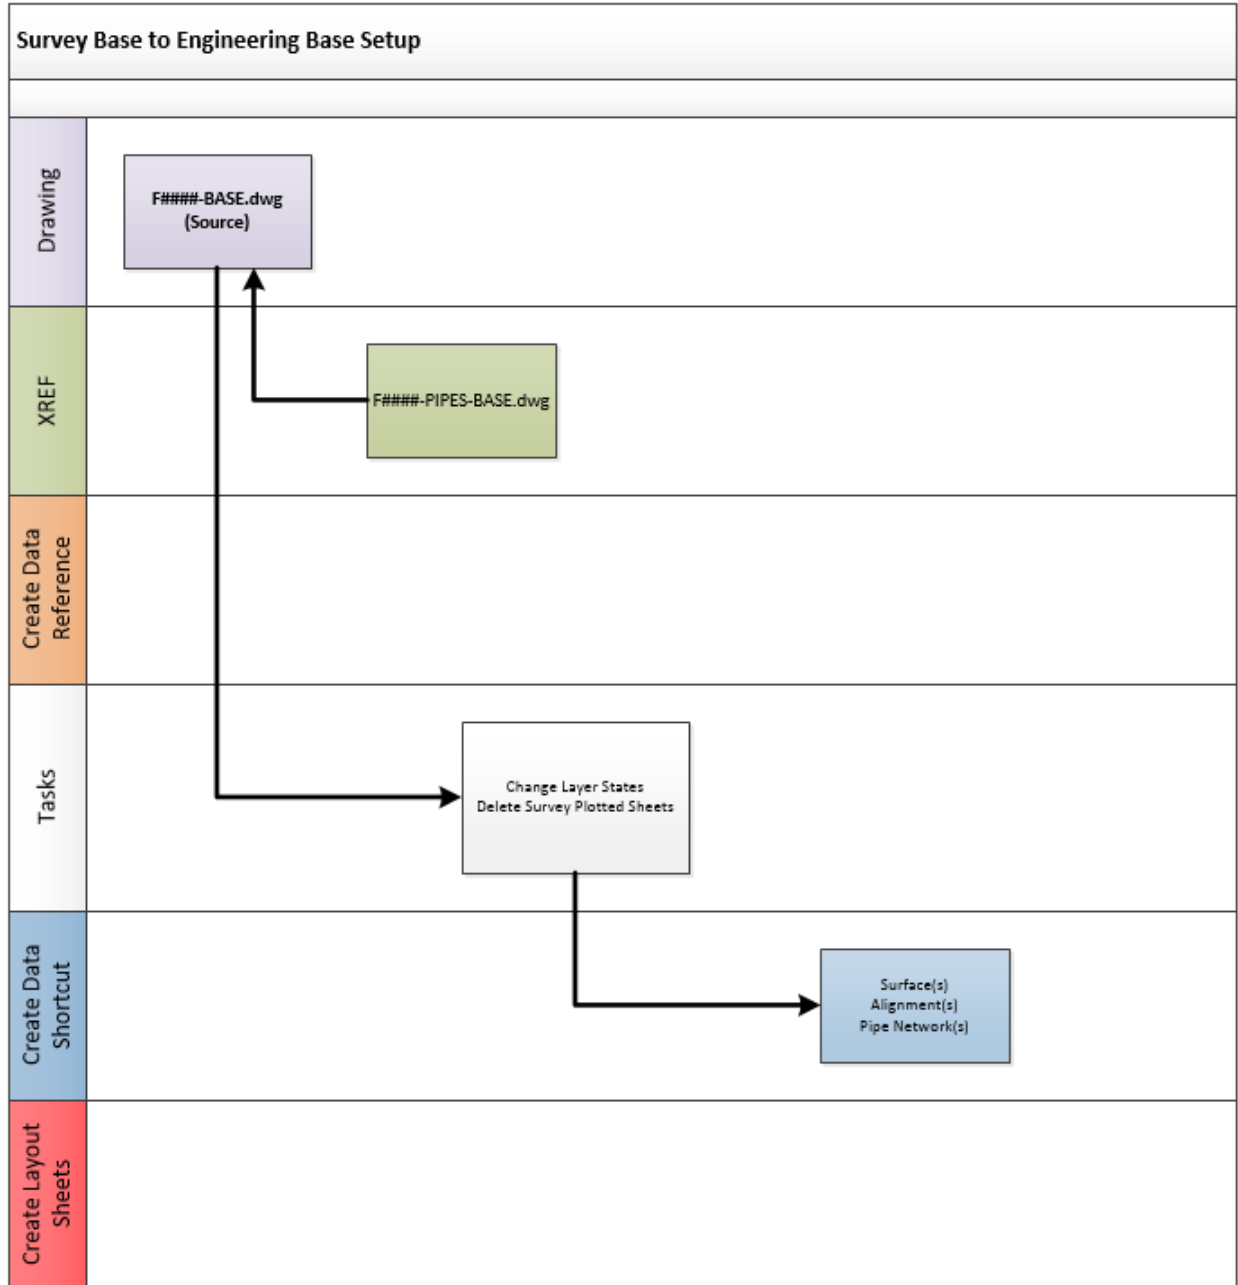 Survey Base to Engineering Base Setup
Drawing
F####-BASE.dwg
(Source)
XREF
F####-PIPES-BASE.dwg
Create Data
Reference
Tasks
Change Layer States
Delete Survey Plotted Sheets
Create Data
Shortcut
Surface(s)
Alignment(s)
Pipe Network(s)
Create Layout
Sheets